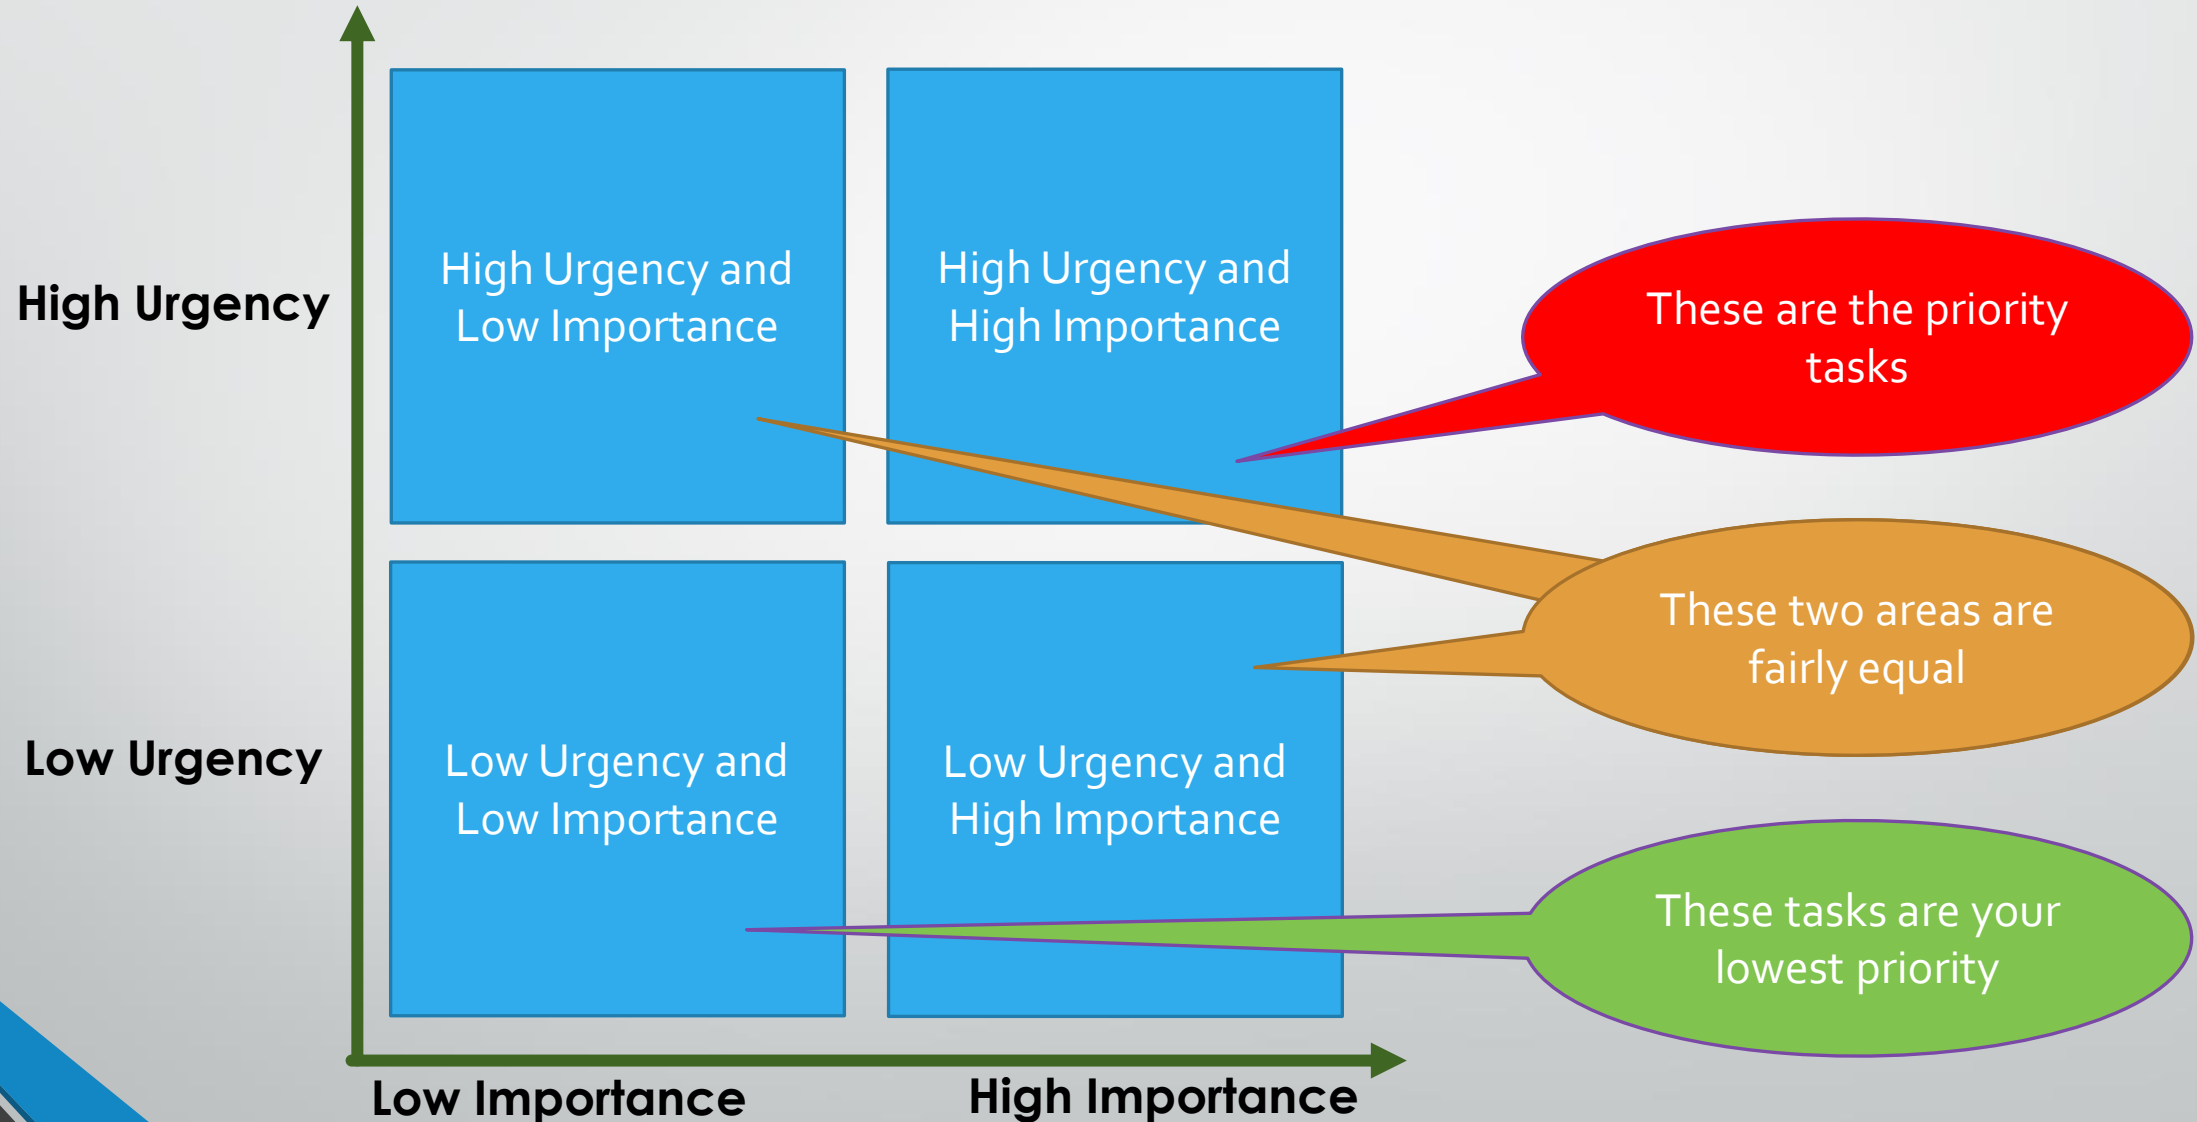 High Urgency
High Urgency and
Low Importance
High Urgency and
High Importance
These are the priority
tasks
These two areas are
fairly equal
Low Urgency
Low Urgency and
Low Importance
Low Urgency and
High Importance
These tasks are your
lowest priority
Low Importance
High Importance